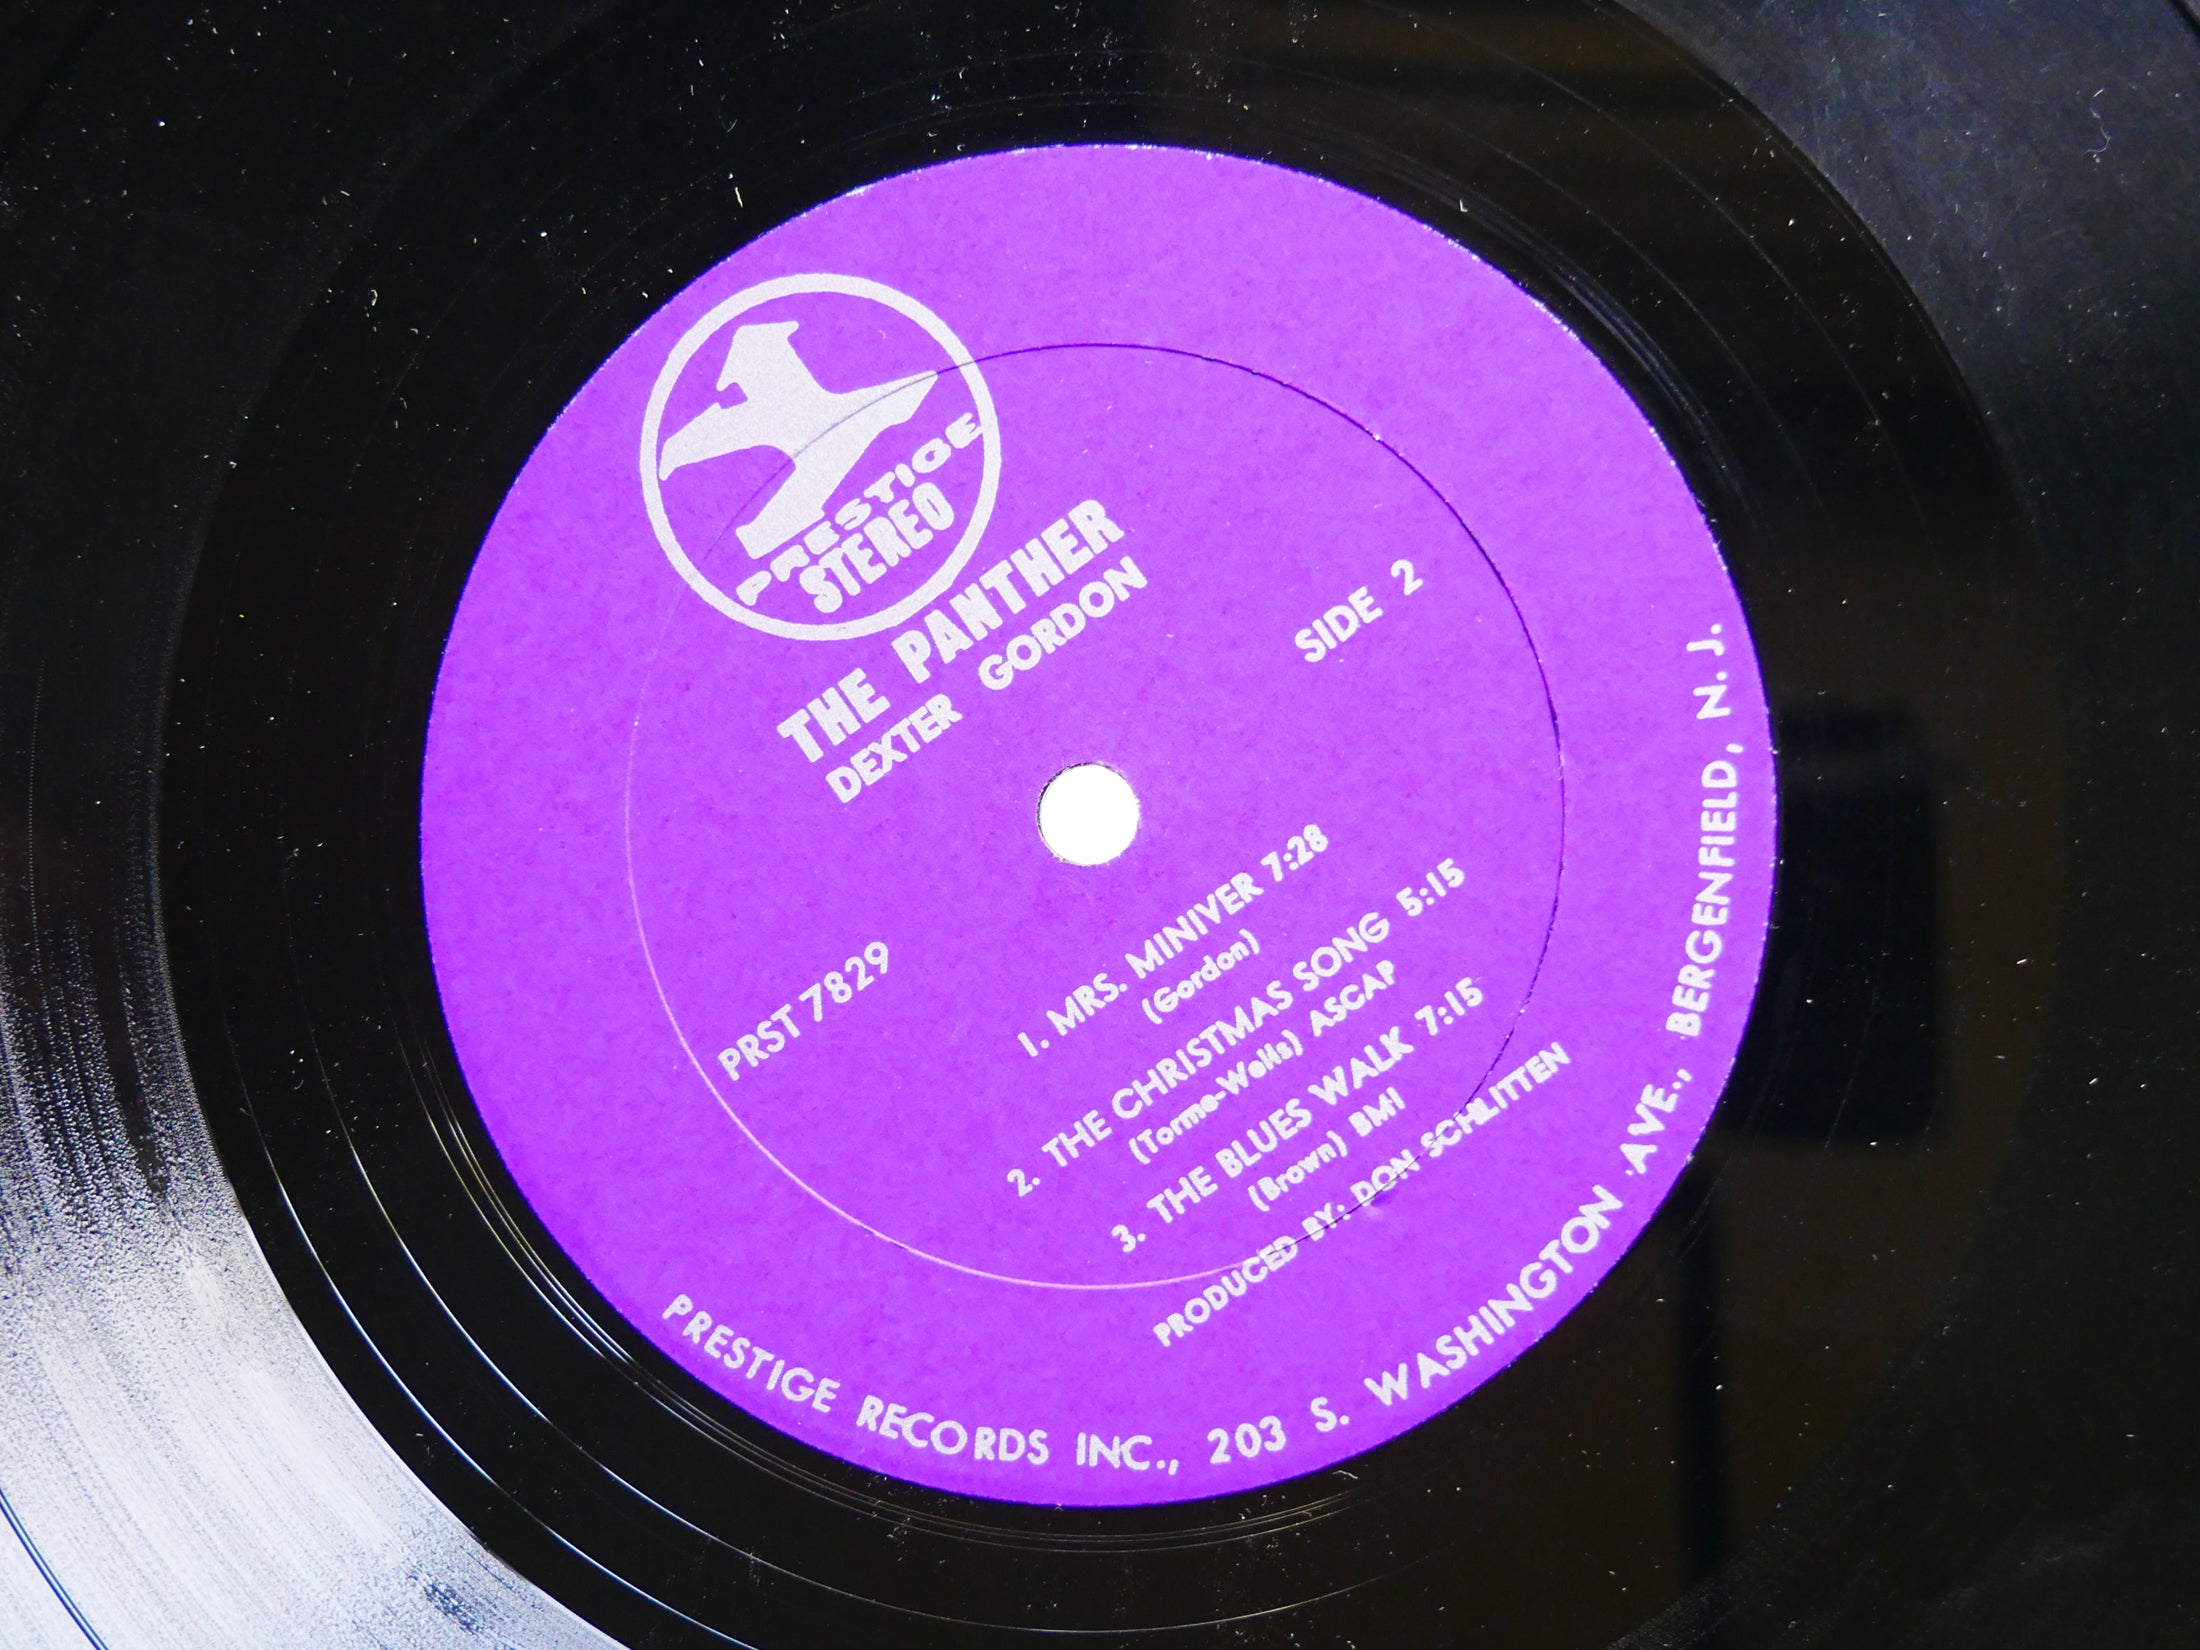 PRESTIGE
STEREO
THE PANTHER
DEXTER GORDON
SIDE 2
PRST 7829
1. MRS. MINIVER 7:28
(Gordon)
2. THE CHRISTMAS SONG 5:15
(Torme-Wells) ASCAP
3. THE BLUES WALK 7:15
(Brown) BMI
PRODUCED BY: DON SCHLITTEN
PRESTIGE RECORDS INC., 203 S. WASHINGTON AVE., BERGENFIELD, N.J.